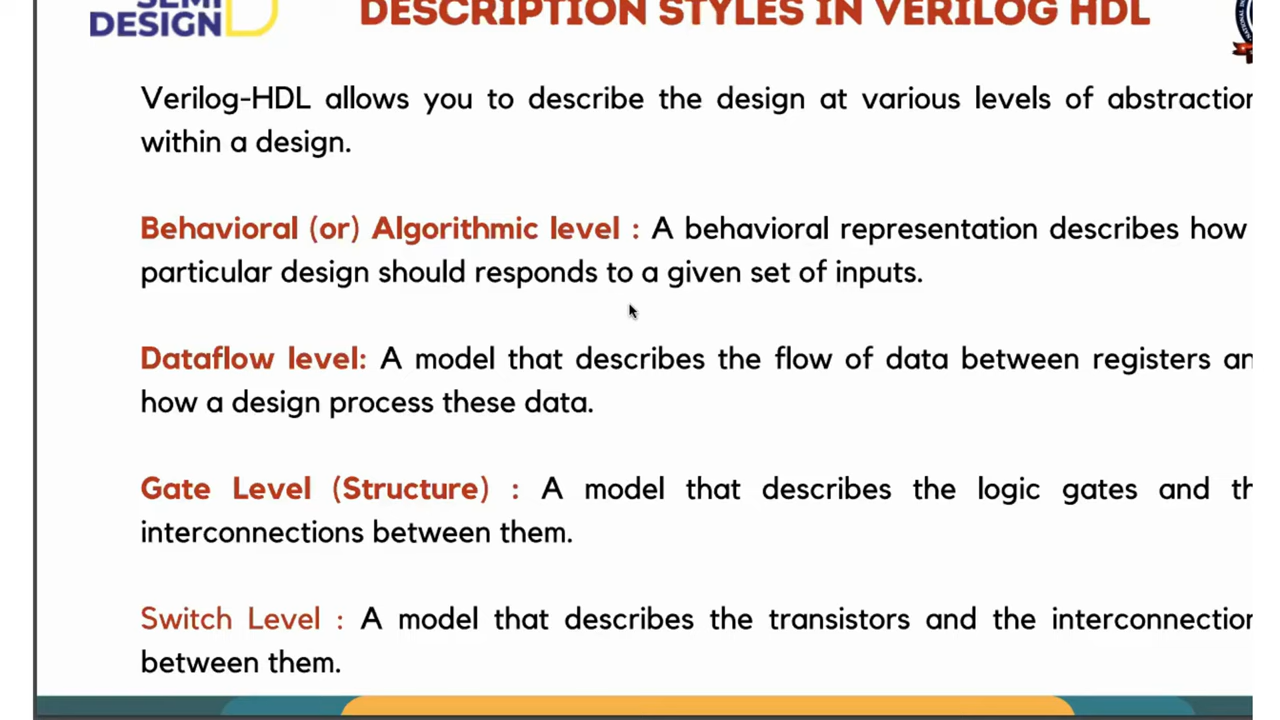 SEMI
DESIGN
DESCRIPTION STYLES IN VERILOG HDL
Verilog-HDL allows you to describe the design at various levels of abstraction
within a design.
Behavioral (or) Algorithmic level : A behavioral representation describes how
particular design should responds to a given set of inputs.
Dataflow level: A model that describes the flow of data between registers an
how a design process these data.
Gate Level (Structure) : A model that describes the logic gates and th
interconnections between them.
Switch Level : A model that describes the transistors and the interconnection
between them.